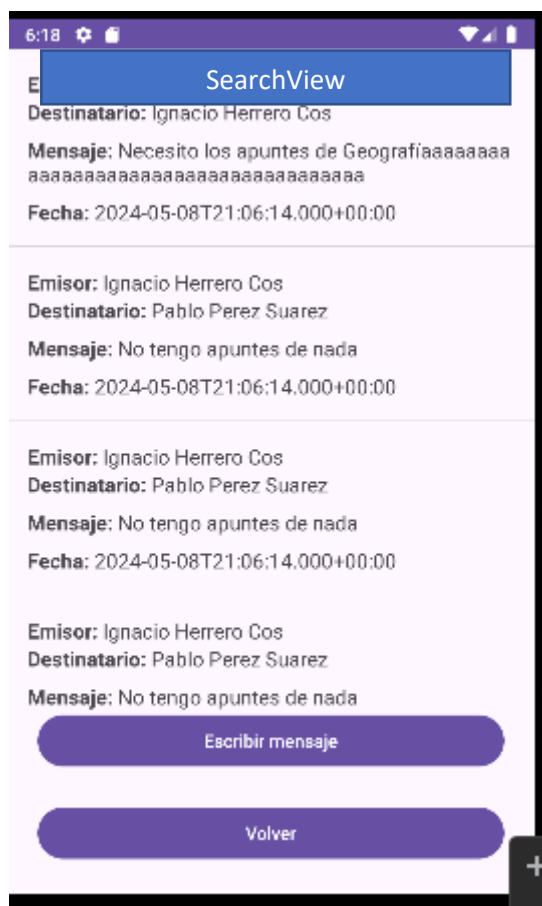 6:18
SearchView
E
Destinatario: Ignacio Herrero Cos
Mensaje: Necesito los apuntes de Geografíaaaaaaaa
aaaaaaaaaaaaaaaaaaaaaaaaaaaaaa
Fecha: 2024-05-08T21:06:14.000+00:00
Emisor: Ignacio Herrero Cos
Destinatario: Pablo Perez Suarez
Mensaje: No tengo apuntes de nada
Fecha: 2024-05-08T21:06:14.000+00:00
Emisor: Ignacio Herrero Cos
Destinatario: Pablo Perez Suarez
Mensaje: No tengo apuntes de nada
Fecha: 2024-05-08T21:06:14.000+00:00
Emisor: Ignacio Herrero Cos
Destinatario: Pablo Perez Suarez
Mensaje: No tengo apuntes de nada
Escribir mensaje
Volver
+